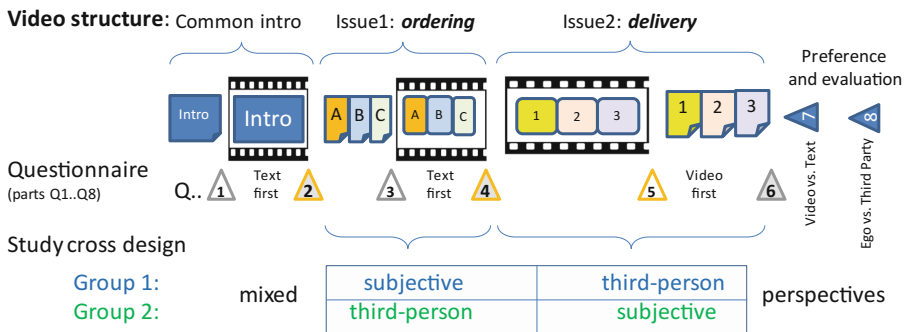 Video structure: Common intro Issue1: ordering Issue2: delivery
Preference
and evaluation
Intro Intro A B C A B C 1 2 3 1 2 3 7 8
Questionnaire
(parts Q1..Q8)
Q.. 1 Text first 2 3 Text first 4 5 Video first 6
Video vs. Text
Ego vs. Third Party
Study cross design
Group 1: subjective third-person
mixed perspectives
Group 2: third-person subjective